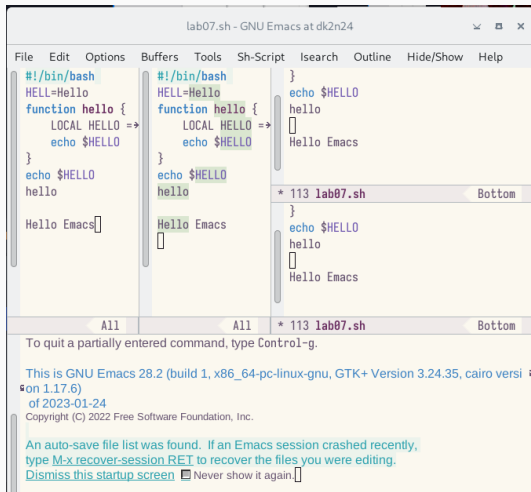 lab07.sh - GNU Emacs at dk2n24
File Edit Options Buffers Tools Sh-Script Isearch Outline Hide/Show Help
#!/bin/bash
HELL=Hello
function hello {
LOCAL HELLO =
echo $HELLO
}
echo $HELLO
hello
Hello Emacs
All
#!/bin/bash
HELL=Hello
function hello {
LOCAL HELLO =
echo $HELLO
}
echo $HELLO
hello
Hello Emacs
All
}
echo $HELLO
hello
Hello Emacs
* 113 lab07.sh Bottom
}
echo $HELLO
hello
Hello Emacs
* 113 lab07.sh Bottom
To quit a partially entered command, type Control-g.
This is GNU Emacs 28.2 (build 1, x86_64-pc-linux-gnu, GTK+ Version 3.24.35, cairo versi
on 1.17.6)
of 2023-01-24
Copyright (C) 2022 Free Software Foundation, Inc.
An auto-save file list was found. If an Emacs session crashed recently,
type M-x recover-session RET to recover the files you were editing.
Dismiss this startup screen Never show it again.